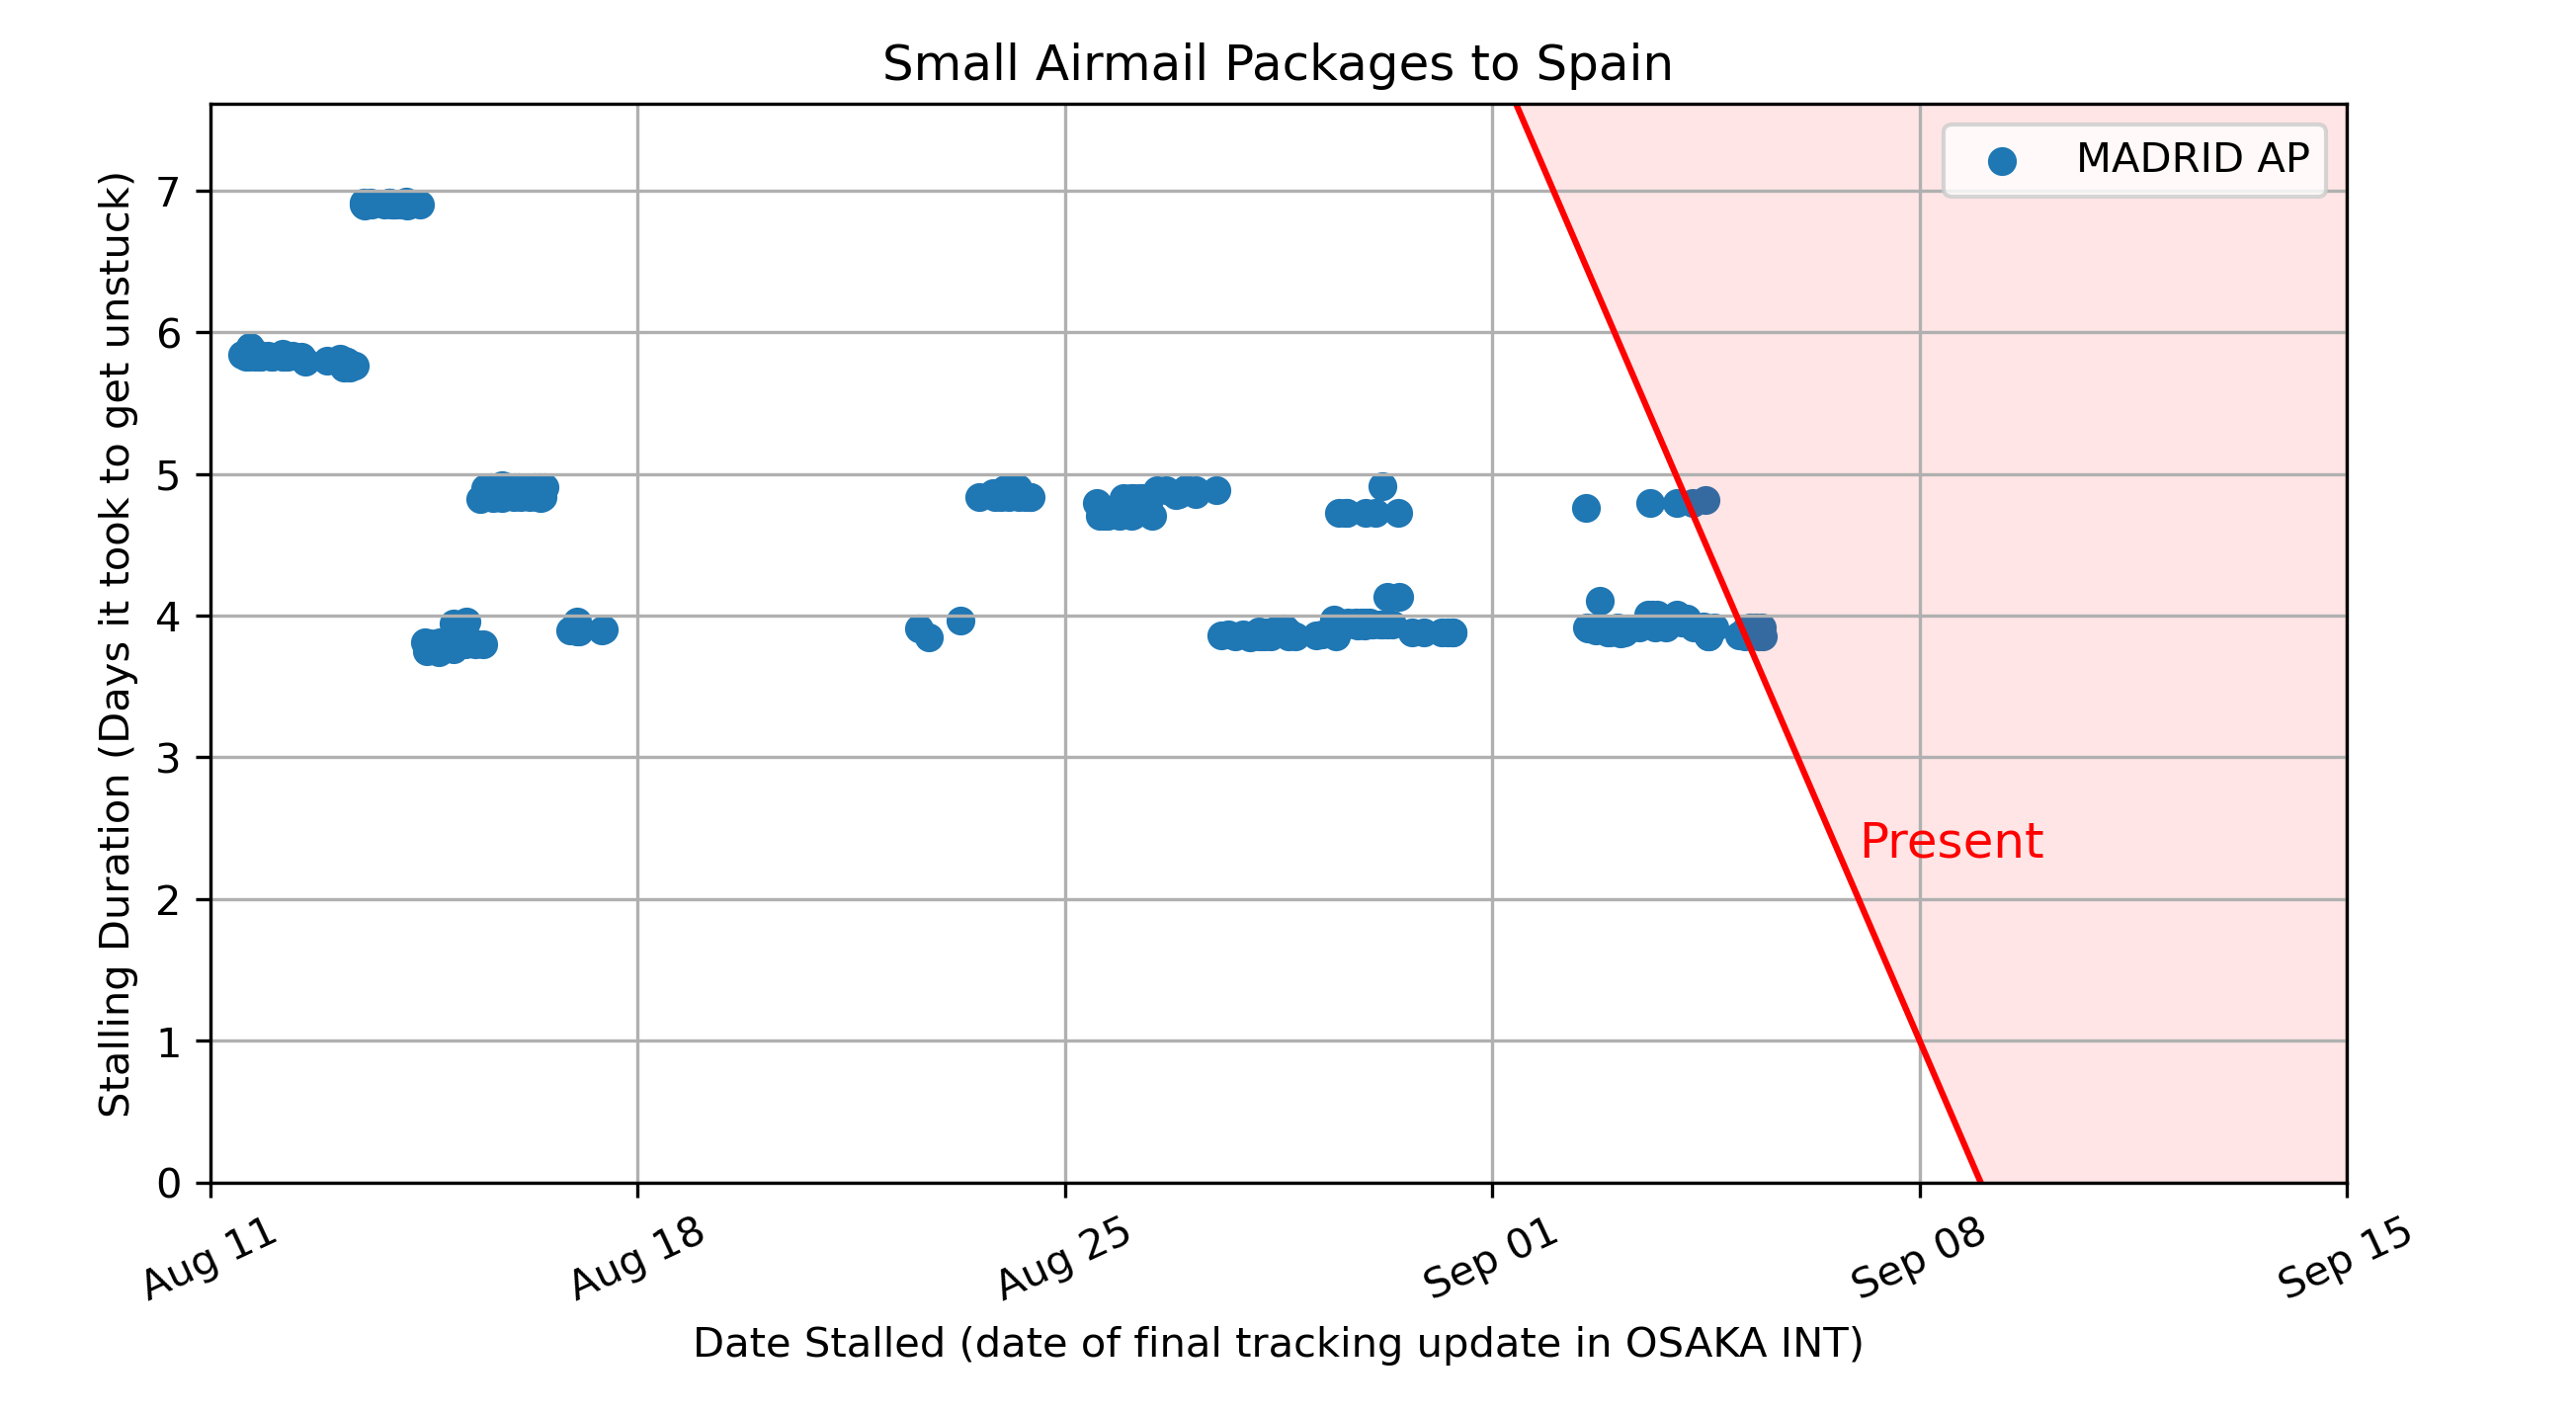 Small Airmail Packages to Spain
MADRID AP
Stalling Duration (Days it took to get unstuck)
7
6
5
4
3
2
1
0
Present
Aug 11
Aug 18
Aug 25
Sep 01
Sep 08
Sep 15
Date Stalled (date of final tracking update in OSAKA INT)